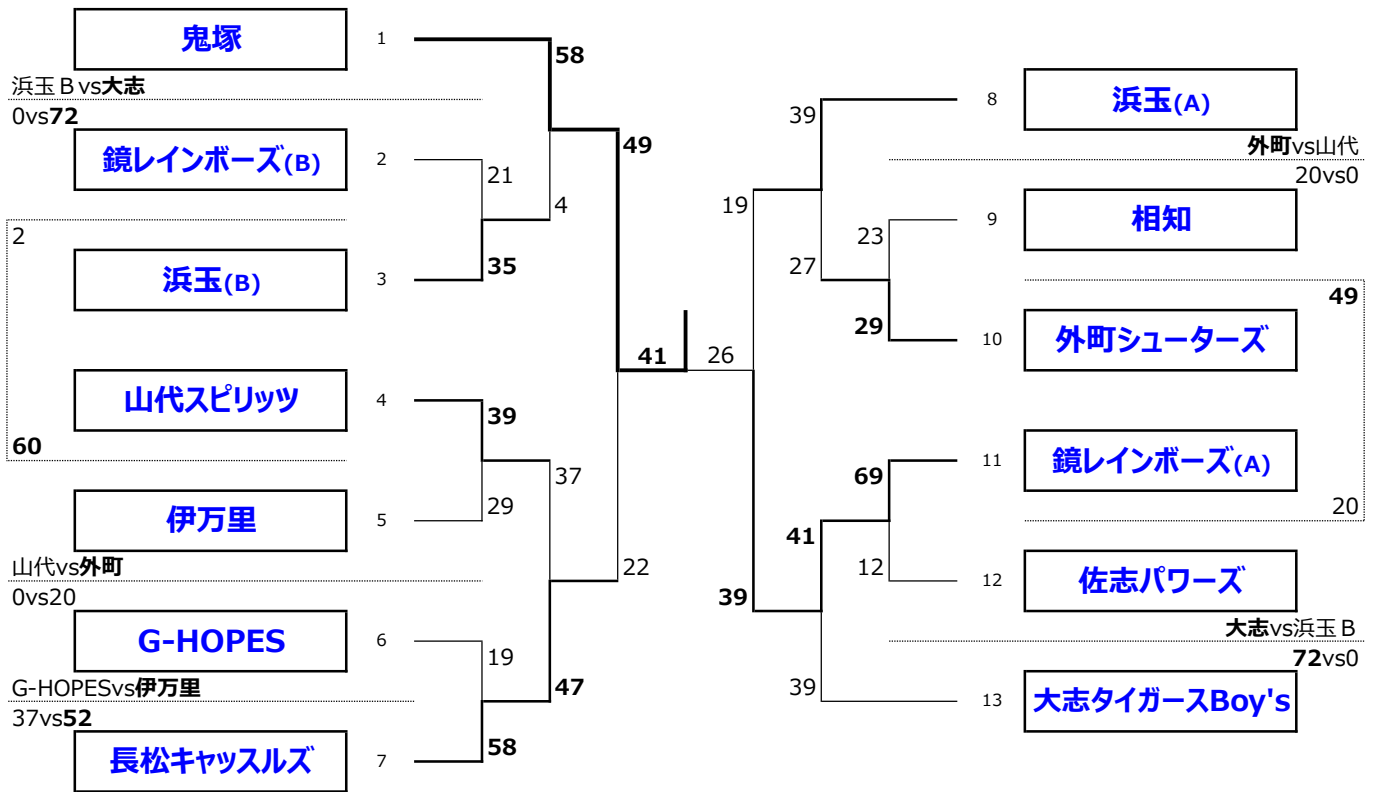 鬼塚
1
58
浜玉Bvs大志
0vs72
49
鏡レインボーズ(B)
2
21
4
2
浜玉(B)
3
35
山代スピリッツ
4
39
60
37
伊万里
5
29
山代vs外町
0vs20
22
G-HOPES
6
19
G-HOPESvs伊万里
37vs52
47
長松キャッスルズ
7
58
41
26
39
8
浜玉(A)
外町vs山代
20vs0
19
23
9
相知
27
49
29
10
外町シューターズ
69
11
鏡レインボーズ(A)
20
41
12
12
佐志パワーズ
39
大志vs浜玉B
72vs0
39
13
大志タイガースBoy's